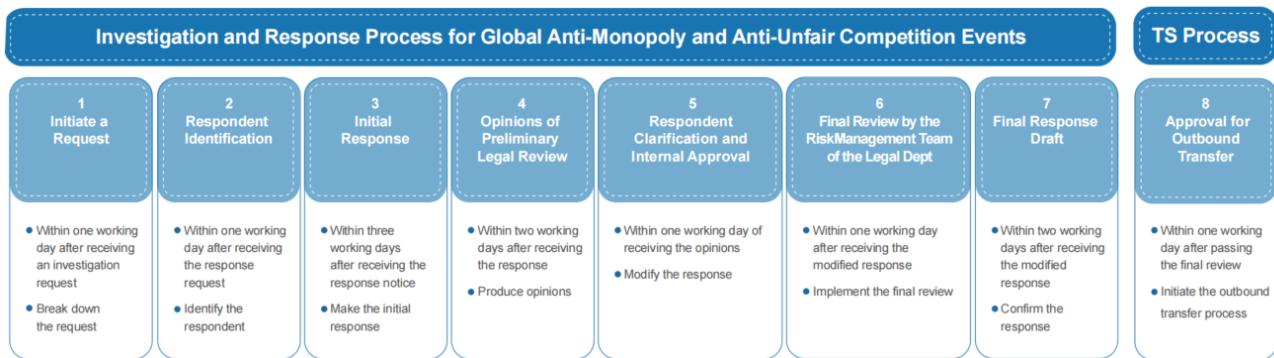 Investigation and Response Process for Global Anti-Monopoly and Anti-Unfair Competition Events
TS Process
1
Initiate a
Request
• Within one working
day after receiving
an investigation
request
• Break down
the request
2
Respondent
Identification
• Within one working
day after receiving
the response
request
• Identify the
respondent
3
Initial
Response
• Within three
working days
after receiving the
response notice
• Make the initial
response
4
Opinions of
Preliminary
Legal Review
• Within two working
days after receiving
the response
• Produce opinions
5
Respondent
Clarification and
Internal Approval
• Within one working day of
receiving the opinions
• Modify the response
6
Final Review by the
RiskManagement Team
of the Legal Dept
• Within one working day
after receiving the
modified response
• Implement the final review
7
Final Response
Draft
• Within two working
days after receiving
the modified
response
• Confirm the
response
8
Approval for
Outbound
Transfer
• Within one working
day after passing
the final review
• Initiate the outbound
transfer process